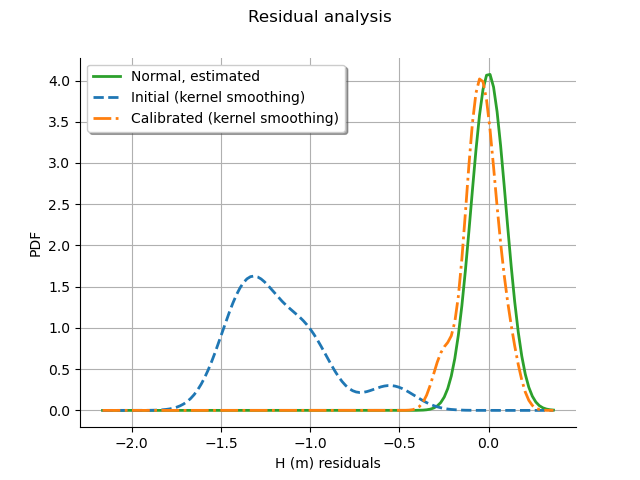 Residual analysis
Normal, estimated
Initial (kernel smoothing)
Calibrated (kernel smoothing)
4.0
3.5
3.0
2.5
2.0
1.5
1.0
0.5
0.0
PDF
−2.0 −1.5 −1.0 −0.5 0.0
H (m) residuals